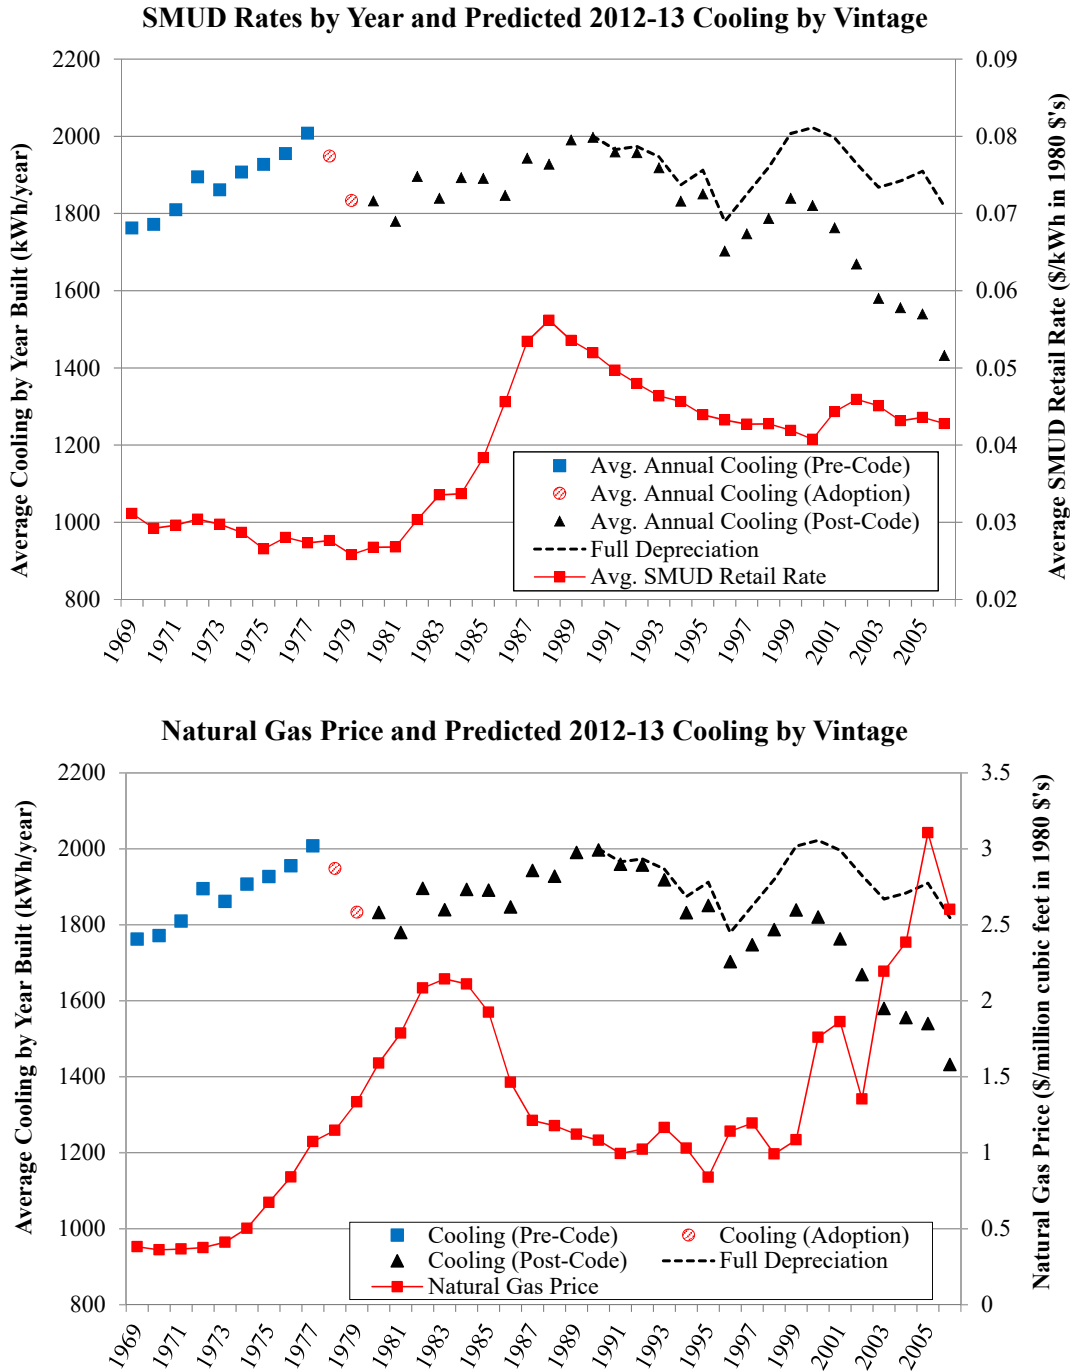 SMUD Rates by Year and Predicted 2012-13 Cooling by Vintage
Average Cooling by Year Built (kWh/year)
2200
2000
1800
1600
1400
1200
1000
800
0.09
0.08
0.07
0.06
0.05
0.04
0.03
0.02
Average SMUD Retail Rate ($/kWh in 1980 $'s)
Avg. Annual Cooling (Pre-Code)
Avg. Annual Cooling (Adoption)
Avg. Annual Cooling (Post-Code)
Full Depreciation
Avg. SMUD Retail Rate
1969 1971 1973 1975 1977 1979 1981 1983 1985 1987 1989 1991 1993 1995 1997 1999 2001 2003 2005
Natural Gas Price and Predicted 2012-13 Cooling by Vintage
Average Cooling by Year Built (kWh/year)
2200
2000
1800
1600
1400
1200
1000
800
3.5
3
2.5
2
1.5
1
0.5
0
Natural Gas Price ($/million cubic feet in 1980 $'s)
Cooling (Pre-Code) Cooling (Adoption)
Cooling (Post-Code) Full Depreciation
Natural Gas Price
1969 1971 1973 1975 1977 1979 1981 1983 1985 1987 1989 1991 1993 1995 1997 1999 2001 2003 2005